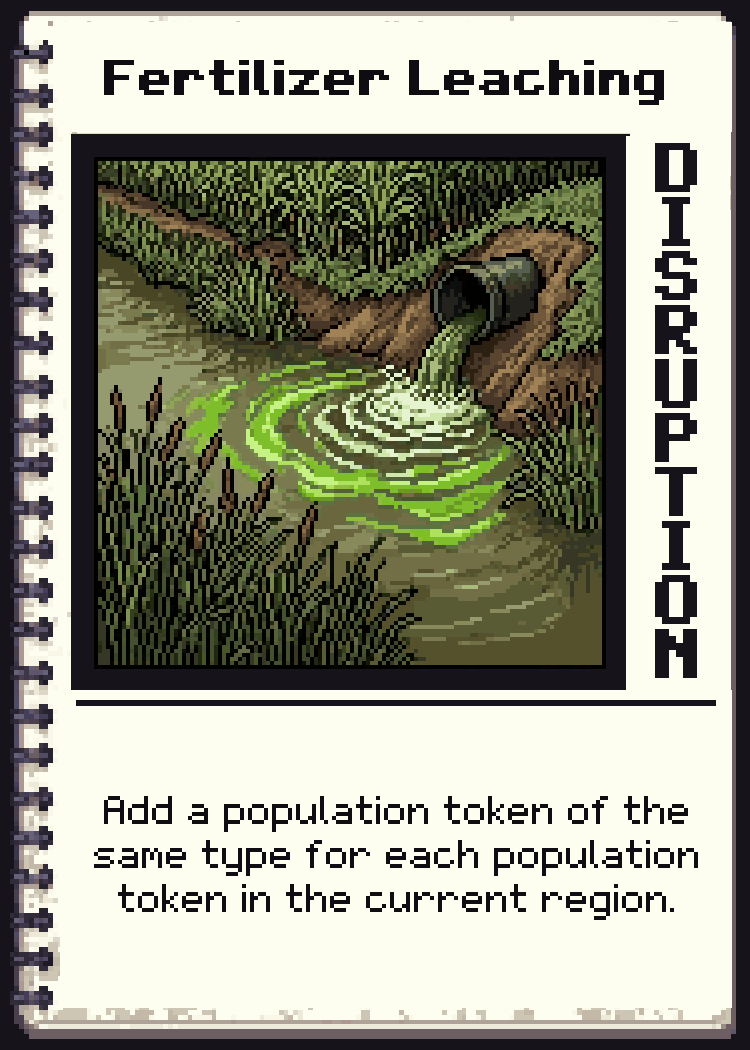 Fertilizer Leaching
DISRUPTION
Add a population token of the
same type for each population
token in the current region.